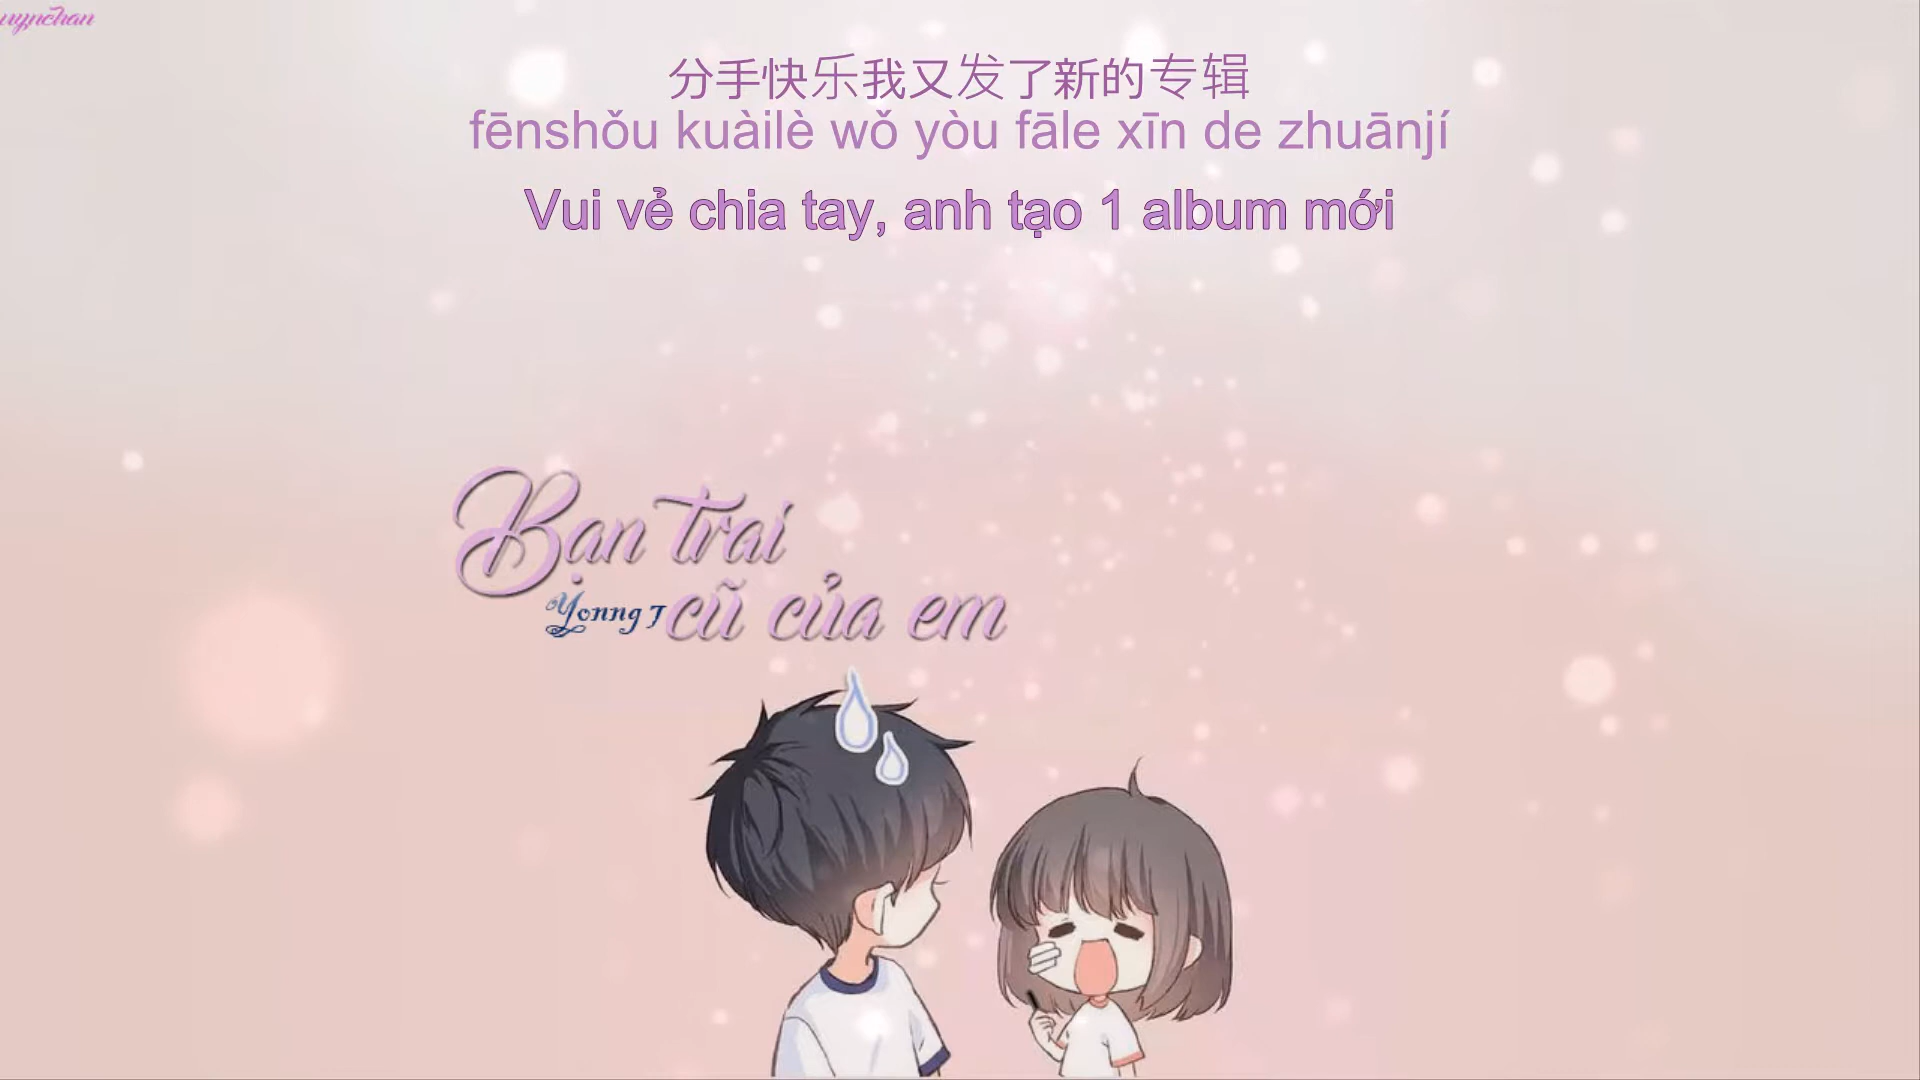 分手快乐我又发了新的专辑
fēnshǒu kuàilè wǒ yòu fāle xīn de zhuānjí
Vui vẻ chia tay, anh tạo 1 album mới
Bạn trai
Yonng J cũ của em